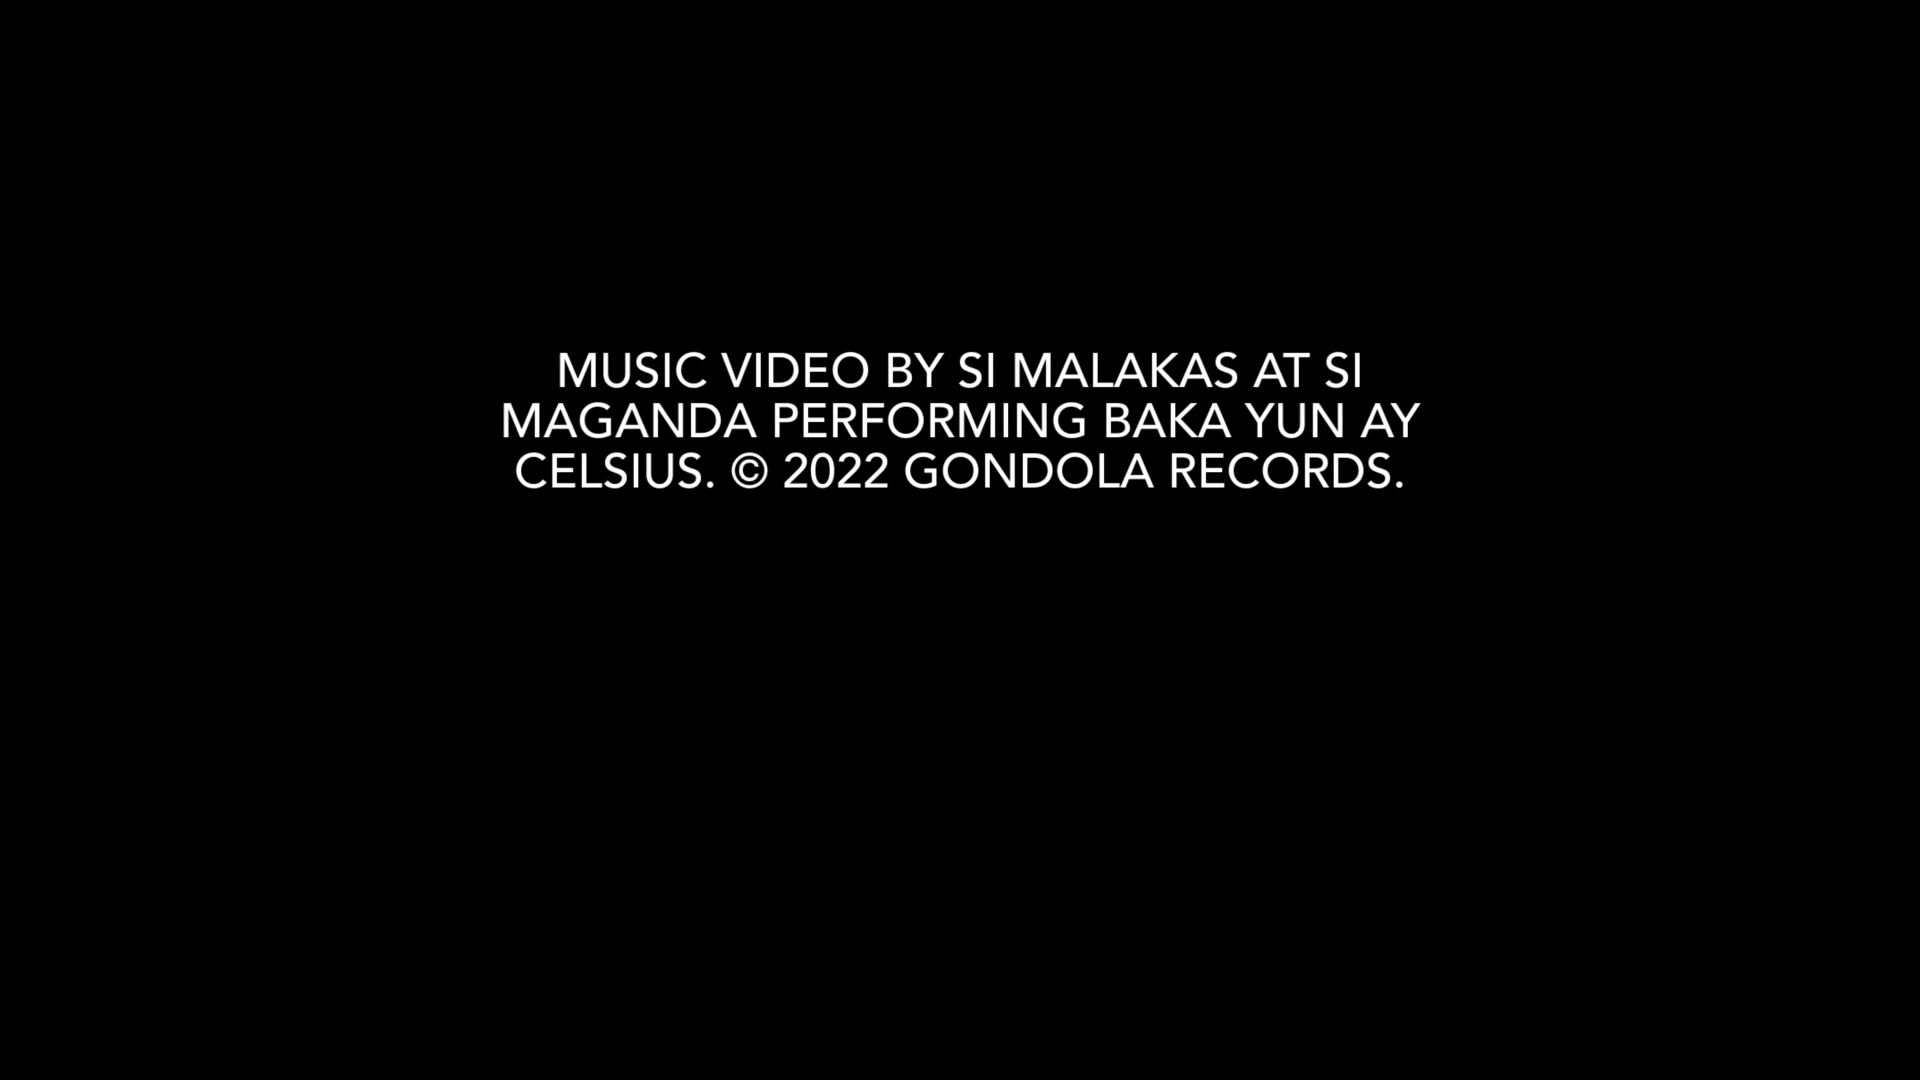 MUSIC VIDEO BY SI MALAKAS AT SI
MAGANDA PERFORMING BAKA YUN AY
CELSIUS. © 2022 GONDOLA RECORDS.